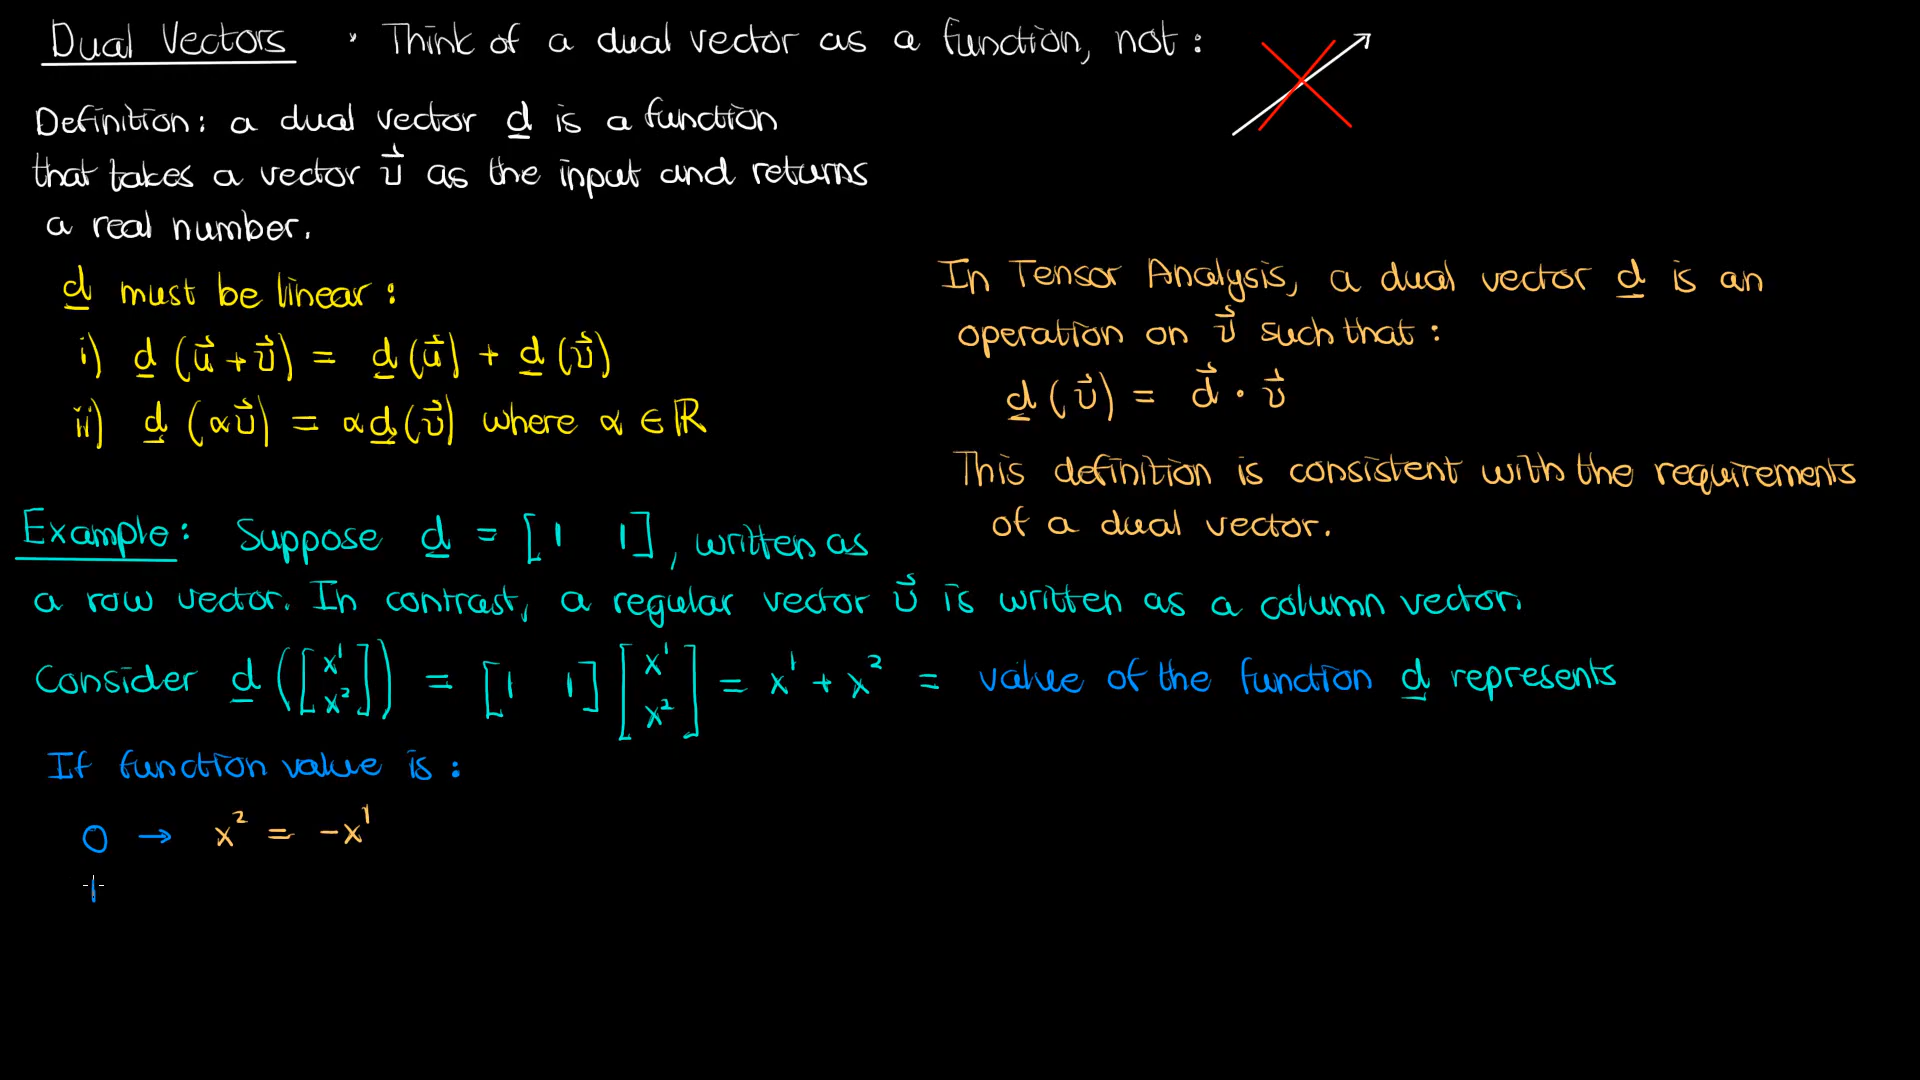 Dual Vectors • Think of a dual vector as a function, not :
Definition: a dual vector d̲ is a function
that takes a vector v⃗ as the input and returns
a real number.
d̲ must be linear :
i) d̲ (u⃗ + v⃗) = d̲ (u⃗) + d̲ (v⃗)
ii) d̲ (αv⃗) = αd̲ (v⃗) where α ∈ ℝ
In Tensor Analysis, a dual vector d̲ is an
operation on v⃗ such that :
d̲ (v⃗) = d⃗ · v⃗
This definition is consistent with the requirements
of a dual vector.
Example: Suppose d̲ = [1 1], written as
a row vector. In contrast, a regular vector v⃗ is written as a column vector.
Consider d̲ ([x¹ x²]) = [1 1] [x¹ x²] = x¹ + x² = value of the function d̲ represents
If function value is :
0 → x² = -x¹
1